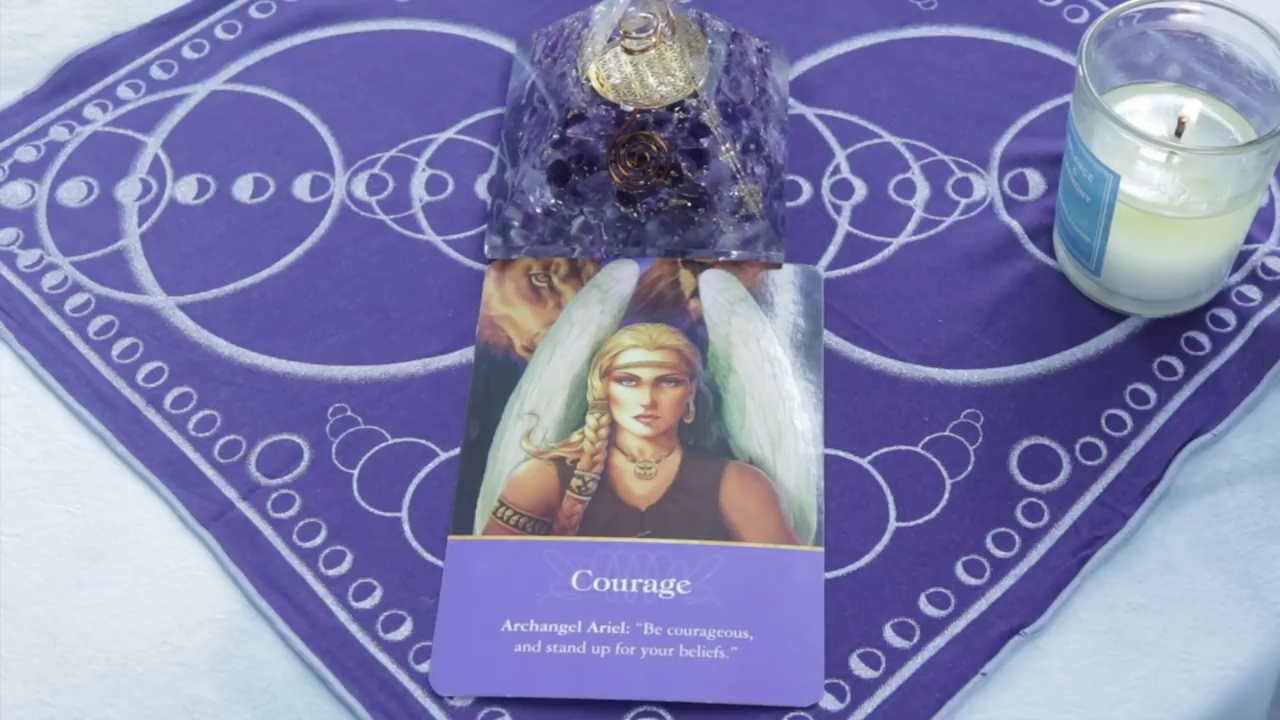 Courage
Archangel Ariel: “Be courageous,
and stand up for your beliefs.”